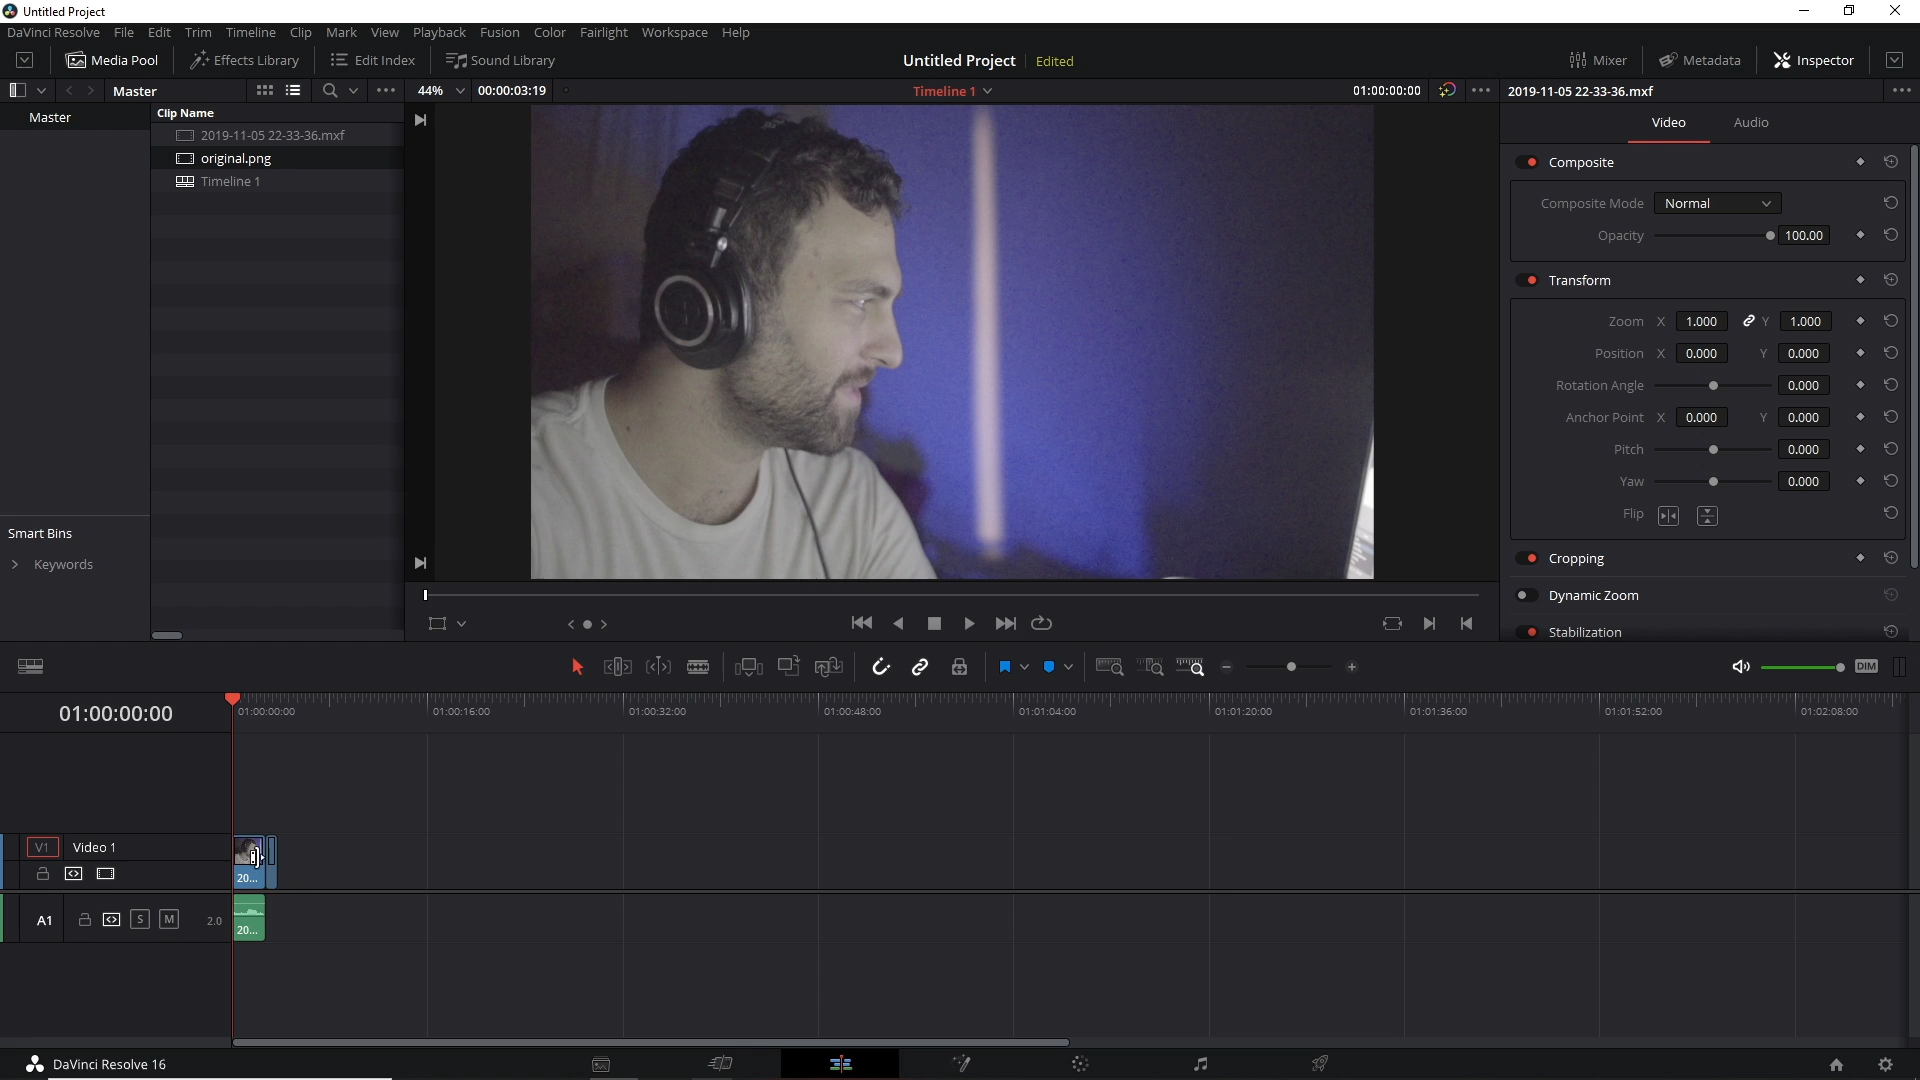 Untitled Project
DaVinci Resolve File Edit Trim Timeline Clip Mark View Playback Fusion Color Fairlight Workspace Help
Media Pool Effects Library Edit Index Sound Library Untitled Project Edited Mixer Metadata Inspector
Master 44% 00:00:03:19 Timeline 1 01:00:00:00 2019-11-05 22-33-36.mxf
Master Clip Name
2019-11-05 22-33-36.mxf
original.png
Timeline 1
Smart Bins
Keywords
Video Audio
Composite
Composite Mode Normal
Opacity 100.00
Transform
Zoom X 1.000 Y 1.000
Position X 0.000 Y 0.000
Rotation Angle 0.000
Anchor Point X 0.000 Y 0.000
Pitch 0.000
Yaw 0.000
Flip
Cropping
Dynamic Zoom
Stabilization
DIM
01:00:00:00 01:00:00:00 01:00:16:00 01:00:32:00 01:00:48:00 01:01:04:00 01:01:20:00 01:01:36:00 01:01:52:00 01:02:08:00
V1 Video 1
20...
A1 S M 2.0
20...
DaVinci Resolve 16